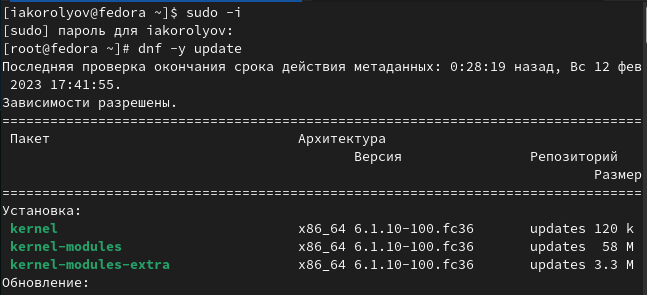 [iakorolyov@fedora ~]$ sudo -i
[sudo] пароль для iakorolyov:
[root@fedora ~]# dnf -y update
Последняя проверка окончания срока действия метаданных: 0:28:19 назад, Вс 12 фев
 2023 17:41:55.
Зависимости разрешены.
================================================================================
 Пакет                              Архитектура
                                           Версия                Репозиторий
                                                                         Размер
================================================================================
Установка:
 kernel                             x86_64 6.1.10-100.fc36       updates 120 k
 kernel-modules                     x86_64 6.1.10-100.fc36       updates  58 M
 kernel-modules-extra               x86_64 6.1.10-100.fc36       updates 3.3 M
Обновление: